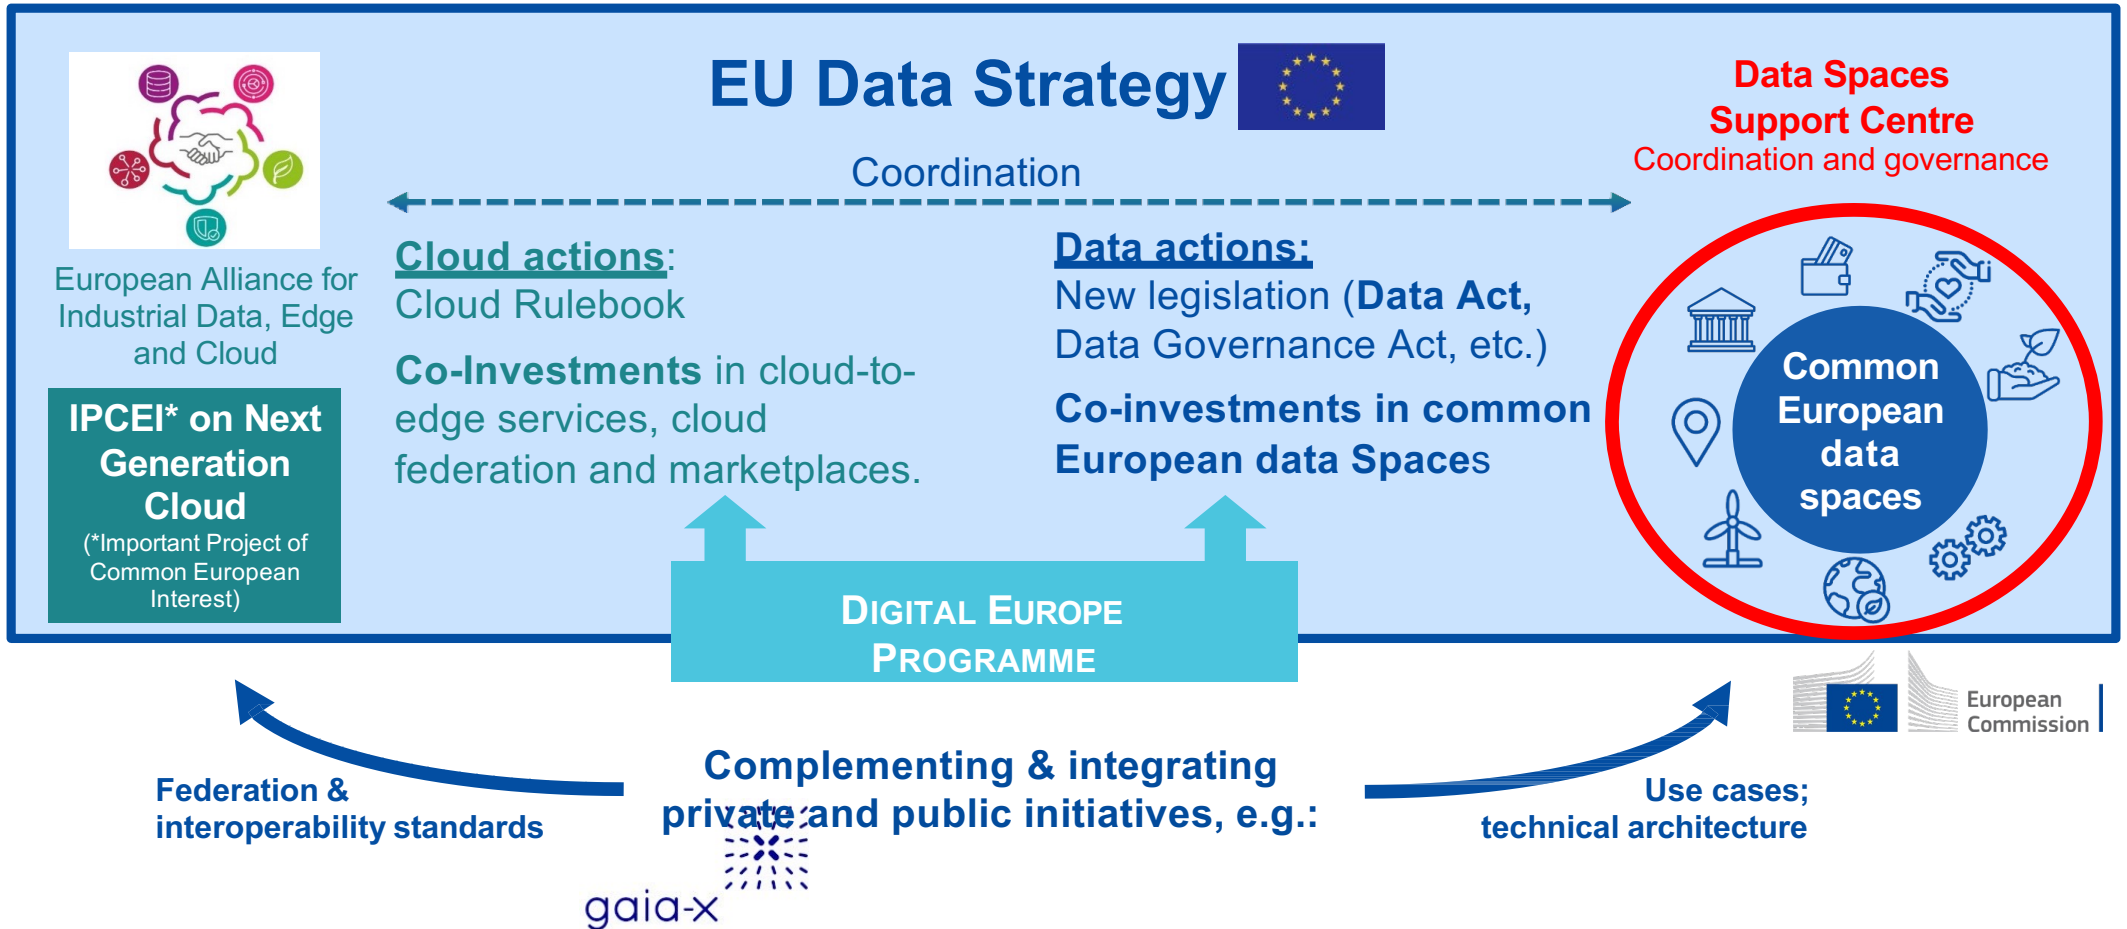 EU Data Strategy
Data Spaces
Support Centre
Coordination and governance
Coordination
European Alliance for
Industrial Data, Edge
and Cloud
IPCEI* on Next
Generation
Cloud
(*Important Project of
Common European
Interest)
Cloud actions:
Cloud Rulebook
Co-Investments in cloud-to-
edge services, cloud
federation and marketplaces.
Data actions:
New legislation (Data Act,
Data Governance Act, etc.)
Co-investments in common
European data Spaces
Common
European
data
spaces
DIGITAL EUROPE
PROGRAMME
European
Commission
Federation &
interoperability standards
Complementing & integrating
private and public initiatives, e.g.:
Use cases;
technical architecture
gaia-x